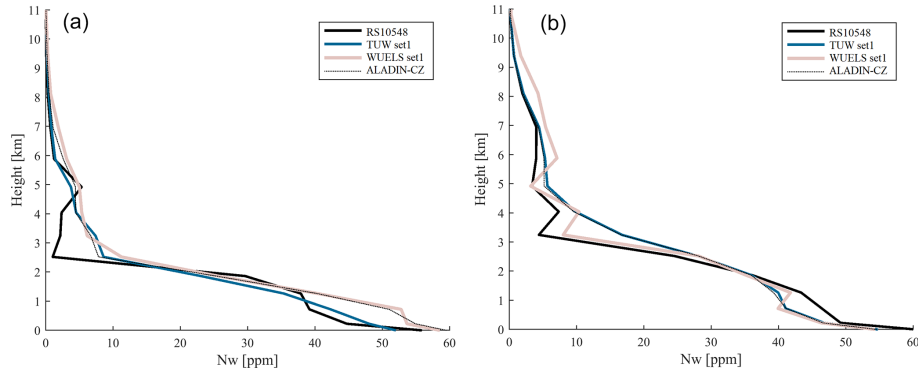 (a)
RS10548
TUW set1
WUELS set1
ALADIN-CZ
Height [km]
11
10
9
8
7
6
5
4
3
2
1
0
0 10 20 30 40 50 60
Nw [ppm]
(b)
RS10548
TUW set1
WUELS set1
ALADIN-CZ
Height [km]
11
10
9
8
7
6
5
4
3
2
1
0
0 10 20 30 40 50 60
Nw [ppm]